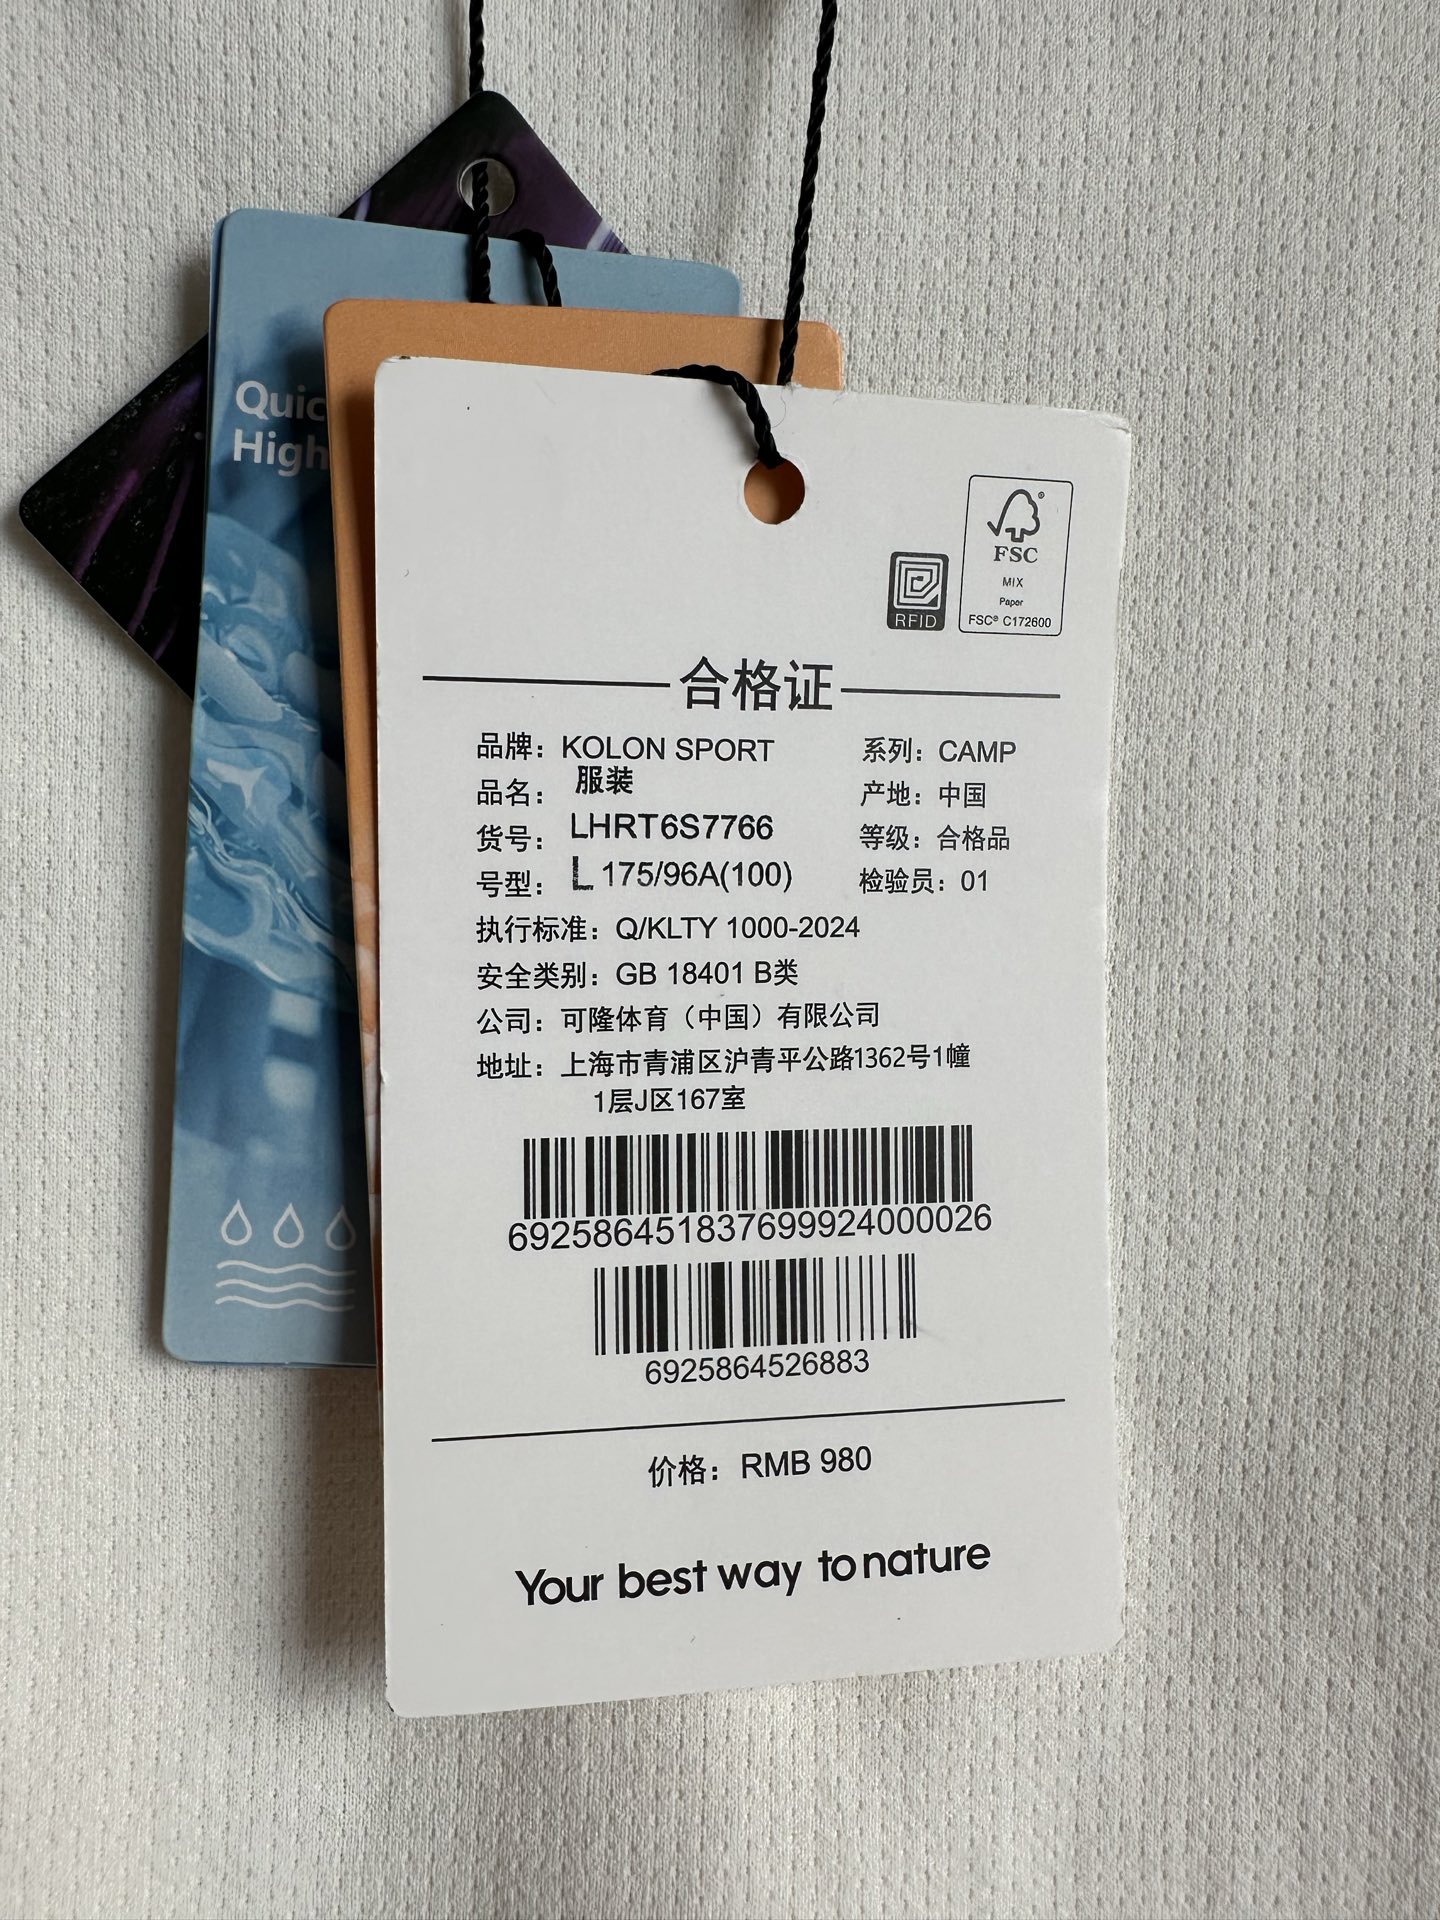 Quic
High
FSC
MIX
Paper
FSC® C172600
RFID
合格证
品牌：KOLON SPORT 系列：CAMP
品名：服装 产地：中国
货号：LHRT6S7766 等级：合格品
号型：L 175/96A(100) 检验员：01
执行标准：Q/KLTY 1000-2024
安全类别：GB 18401 B类
公司：可隆体育（中国）有限公司
地址：上海市青浦区沪青平公路1362号1幢
1层J区167室
692586451837699924000026
6925864526883
价格：RMB 980
Your best way to nature